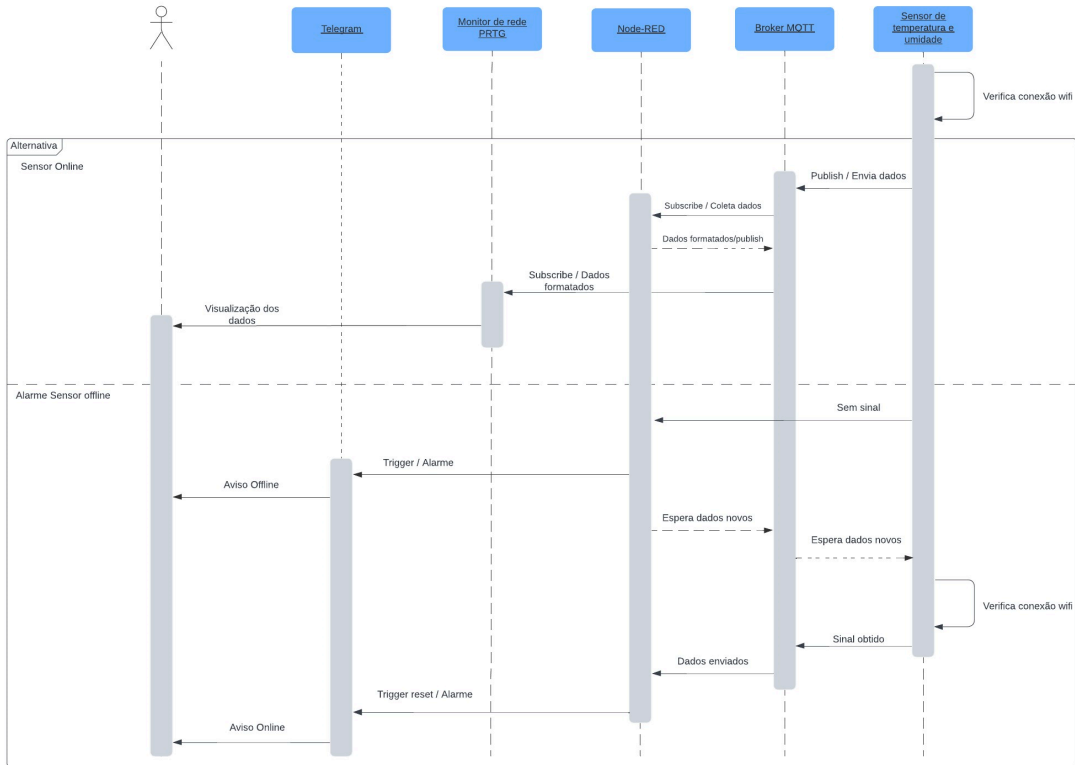 Telegram
Monitor de rede
PRTG
Node-RED
Broker MQTT
Sensor de
temperatura e
umidade
Verifica conexão wifi
Alternativa
Sensor Online
Publish / Envia dados
Subscribe / Coleta dados
Dados formatados/publish
Subscribe / Dados
formatados
Visualização dos
dados
Alarme Sensor offline
Sem sinal
Trigger / Alarme
Aviso Offline
Espera dados novos
Espera dados novos
Verifica conexão wifi
Sinal obtido
Dados enviados
Trigger reset / Alarme
Aviso Online